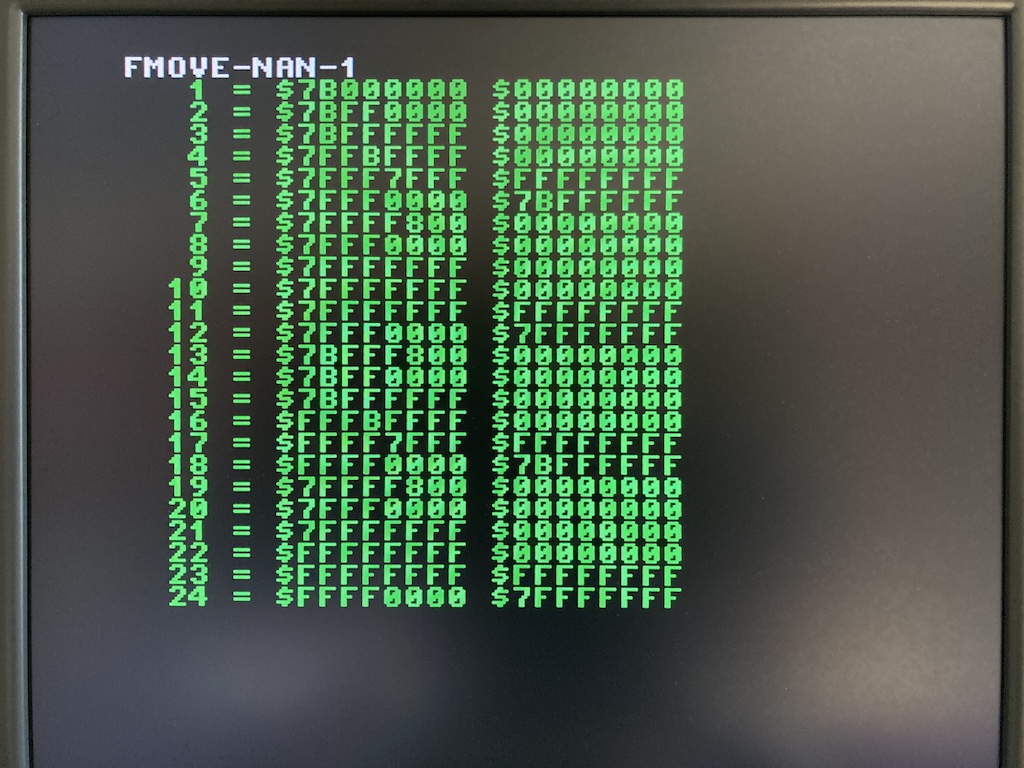 FMOVE-NAN-1
1 = $7B000000 $00000000
2 = $7BFF0000 $00000000
3 = $7BFFFFFF $00000000
4 = $7FFBFFFF $00000000
5 = $7FFF7FFF $FFFFFFFF
6 = $7FFF0000 $7BFFFFFF
7 = $7FFFF800 $00000000
8 = $7FFF0000 $00000000
9 = $7FFFFFFF $00000000
10 = $7FFFFFFF $00000000
11 = $7FFFFFFF $FFFFFFFF
12 = $7FFF0000 $7FFFFFFF
13 = $7BFFF800 $00000000
14 = $7BFF0000 $00000000
15 = $7BFFFFFF $00000000
16 = $FFFBFFFF $00000000
17 = $FFFF7FFF $FFFFFFFF
18 = $FFFF0000 $7BFFFFFF
19 = $7FFFF800 $00000000
20 = $7FFF0000 $00000000
21 = $7FFFFFFF $00000000
22 = $FFFFFFFF $00000000
23 = $FFFFFFFF $FFFFFFFF
24 = $FFFF0000 $7FFFFFFF